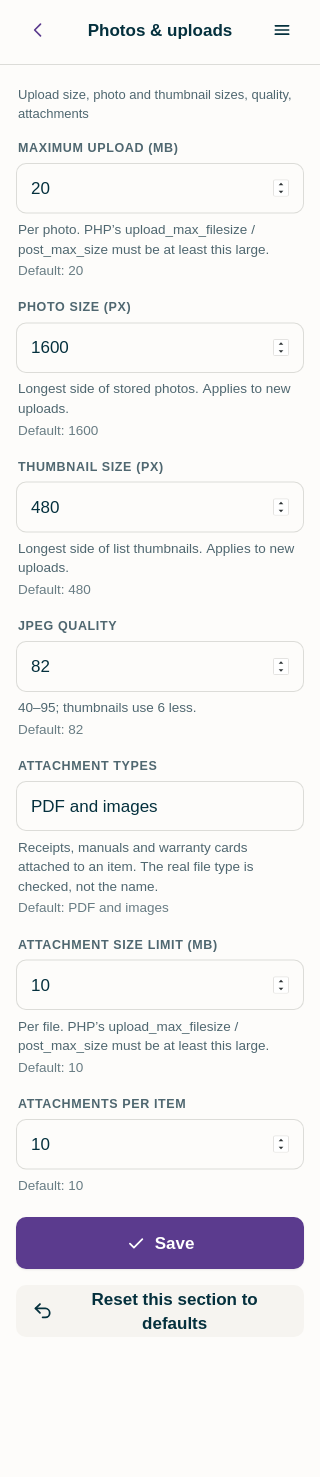 Photos & uploads
Upload size, photo and thumbnail sizes, quality,
attachments
MAXIMUM UPLOAD (MB)
20
Per photo. PHP's upload_max_filesize /
post_max_size must be at least this large.
Default: 20
PHOTO SIZE (PX)
1600
Longest side of stored photos. Applies to new
uploads.
Default: 1600
THUMBNAIL SIZE (PX)
480
Longest side of list thumbnails. Applies to new
uploads.
Default: 480
JPEG QUALITY
82
40–95; thumbnails use 6 less.
Default: 82
ATTACHMENT TYPES
PDF and images
Receipts, manuals and warranty cards
attached to an item. The real file type is
checked, not the name.
Default: PDF and images
ATTACHMENT SIZE LIMIT (MB)
10
Per file. PHP's upload_max_filesize /
post_max_size must be at least this large.
Default: 10
ATTACHMENTS PER ITEM
10
Default: 10
Save
Reset this section to
defaults